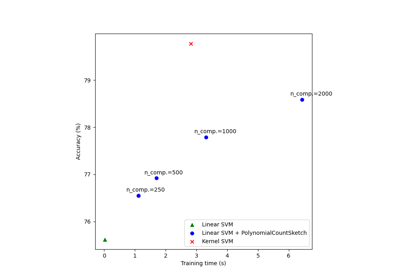 n_comp.=2000
79
n_comp.=1000
78
n_comp.=500
77
n_comp.=250
76
Accuracy (%)
Linear SVM
Linear SVM + PolynomialCountSketch
Kernel SVM
0 1 2 3 4 5 6
Training time (s)